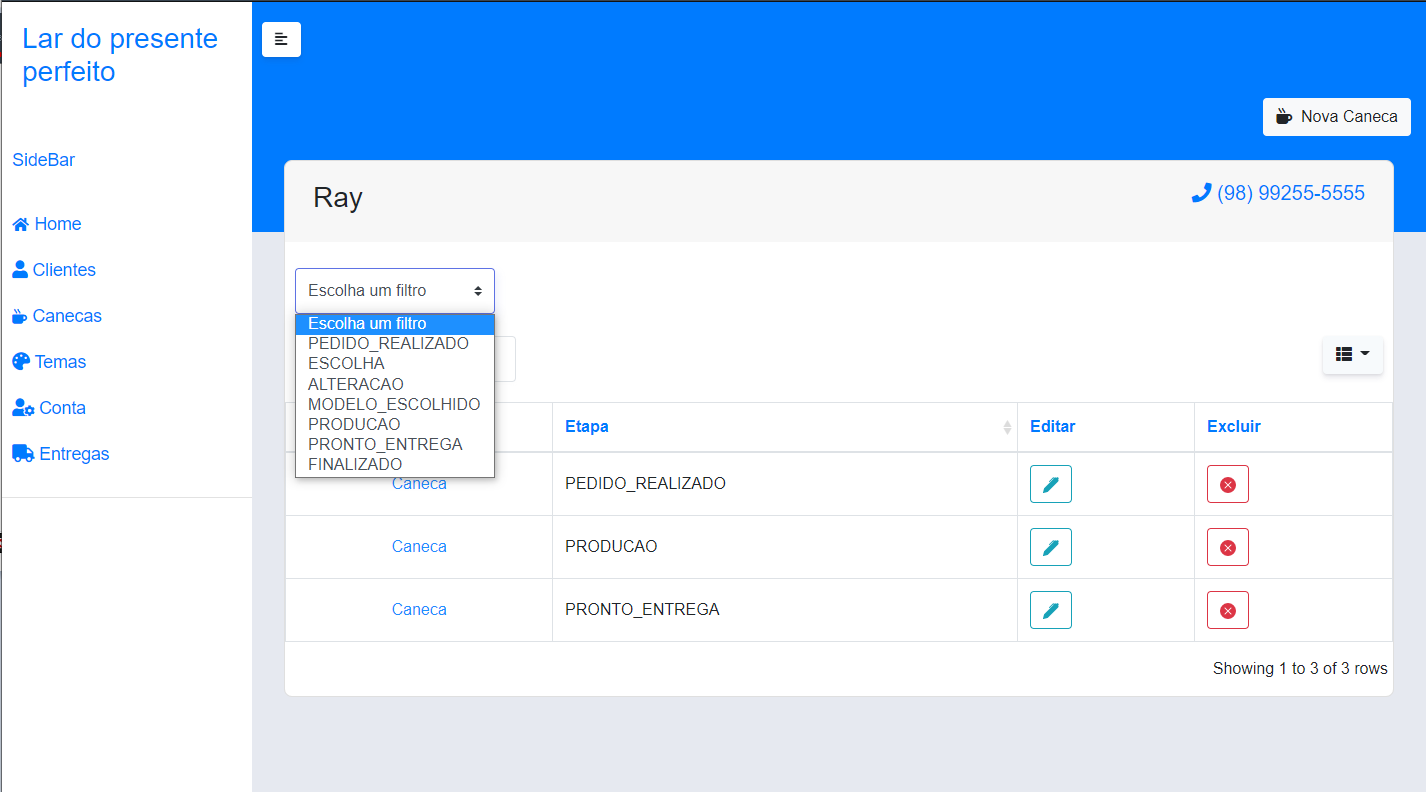 Lar do presente
perfeito
Nova Caneca
SideBar
Ray
(98) 99255-5555
Home
Clientes
Canecas
Temas
Conta
Entregas
Escolha um filtro
Escolha um filtro
PEDIDO_REALIZADO
ESCOLHA
ALTERACAO
MODELO_ESCOLHIDO
PRODUCAO
PRONTO_ENTREGA
FINALIZADO
Etapa Editar Excluir
Caneca PEDIDO_REALIZADO
Caneca PRODUCAO
Caneca PRONTO_ENTREGA
Showing 1 to 3 of 3 rows